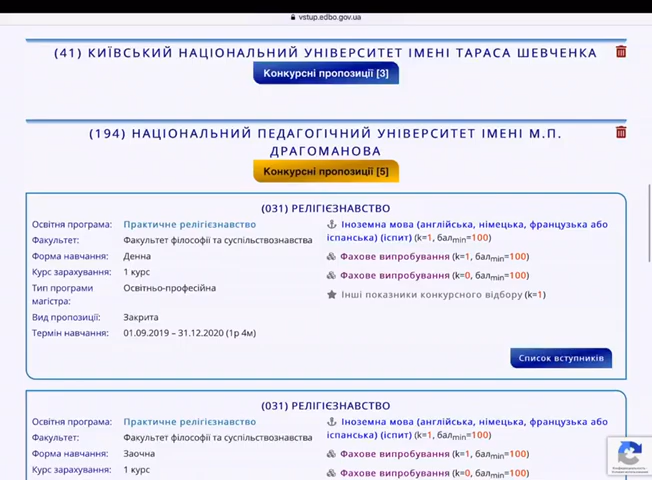 vstup.edbo.gov.ua
(41) КИЇВСЬКИЙ НАЦІОНАЛЬНИЙ УНІВЕРСИТЕТ ІМЕНІ ТАРАСА ШЕВЧЕНКА
Конкурсні пропозиції [3]
(194) НАЦІОНАЛЬНИЙ ПЕДАГОГІЧНИЙ УНІВЕРСИТЕТ ІМЕНІ М.П.
ДРАГОМАНОВА
Конкурсні пропозиції [5]
(031) РЕЛІГІЄЗНАВСТВО
Освітня програма: Практичне релігієзнавство
Факультет: Факультет філософії та суспільствознавства
Форма навчання: Денна
Курс зарахування: 1 курс
Тип програми магістра: Освітньо-професійна
Вид пропозиції: Закрита
Термін навчання: 01.09.2019 – 31.12.2020 (1р 4м)
Іноземна мова (англійська, німецька, французька або
іспанська) (іспит) (k=1, балmin=100)
Фахове випробування (k=1, балmin=100)
Фахове випробування (k=0, балmin=100)
Інші показники конкурсного відбору (k=1)
Список вступників
(031) РЕЛІГІЄЗНАВСТВО
Освітня програма: Практичне релігієзнавство
Факультет: Факультет філософії та суспільствознавства
Форма навчання: Заочна
Курс зарахування: 1 курс
Іноземна мова (англійська, німецька, французька або
іспанська) (іспит) (k=1, балmin=100)
Фахове випробування (k=1, балmin=100)
Фахове випробування (k=0, балmin=100)